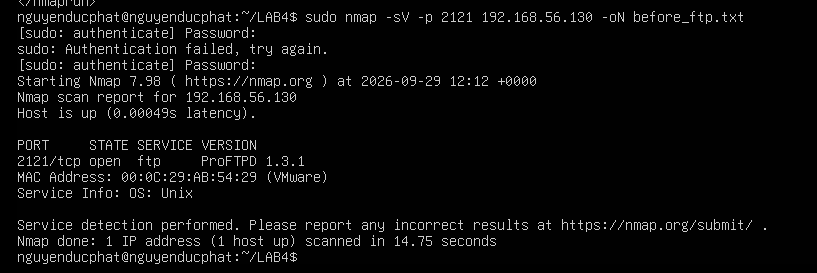 </nmaprun>
nguyenducphat@nguyenducphat:~/LAB4$ sudo nmap -sV -p 2121 192.168.56.130 -oN before_ftp.txt
[sudo: authenticate] Password:
sudo: Authentication failed, try again.
[sudo: authenticate] Password:
Starting Nmap 7.98 ( https://nmap.org ) at 2026-09-29 12:12 +0000
Nmap scan report for 192.168.56.130
Host is up (0.00049s latency).
PORT     STATE SERVICE VERSION
2121/tcp open  ftp     ProFTPD 1.3.1
MAC Address: 00:0C:29:AB:54:29 (VMware)
Service Info: OS: Unix
Service detection performed. Please report any incorrect results at https://nmap.org/submit/ .
Nmap done: 1 IP address (1 host up) scanned in 14.75 seconds
nguyenducphat@nguyenducphat:~/LAB4$